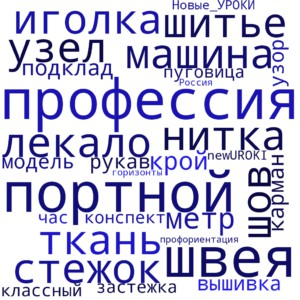 Новые_УРОКИ
иголка
шитье
узел
машина
узор
подклад
пуговица
Россия
профессия
лекало
нитка
модель
рукав
крой
newUROKI
горизонты
карман
портной
шов
час
конспект
метр
ткань
профориентация
швея
стежок
вышивка
классный
застежка